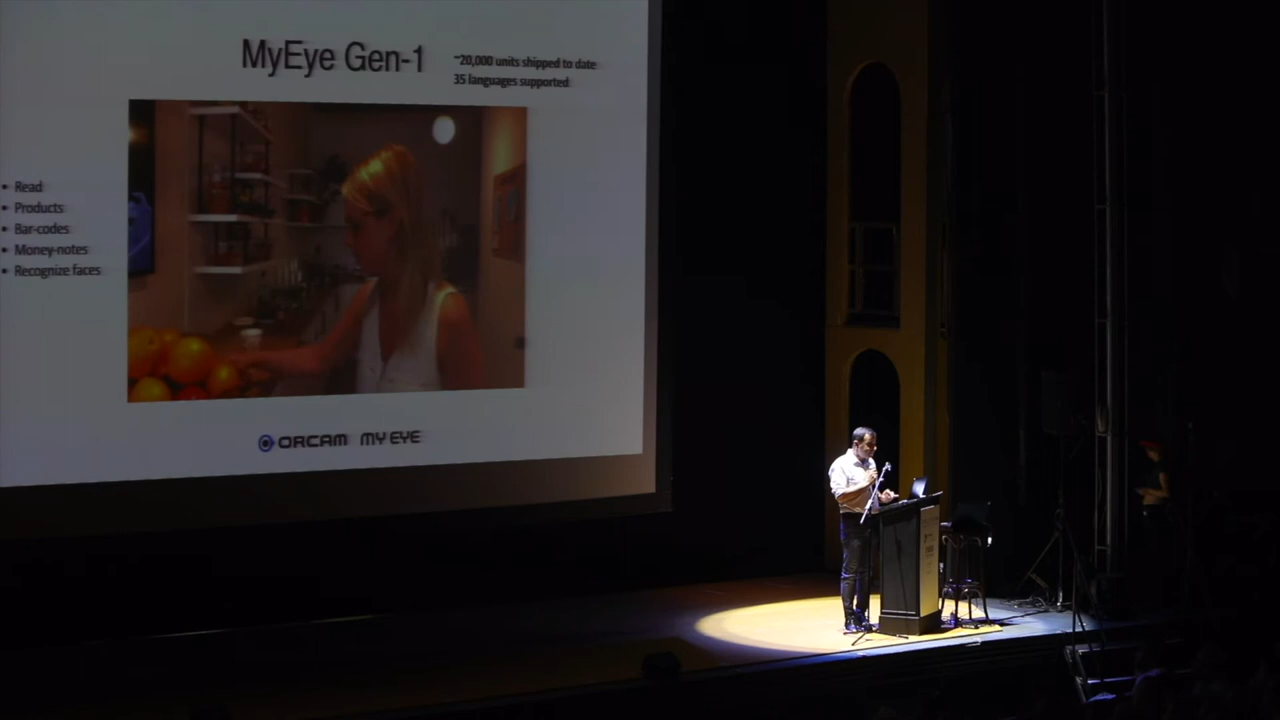 MyEye Gen-1
~20,000 units shipped to date
35 languages supported
• Read
• Products
• Bar-codes
• Money-notes
• Recognize faces
ORCAM MY EYE